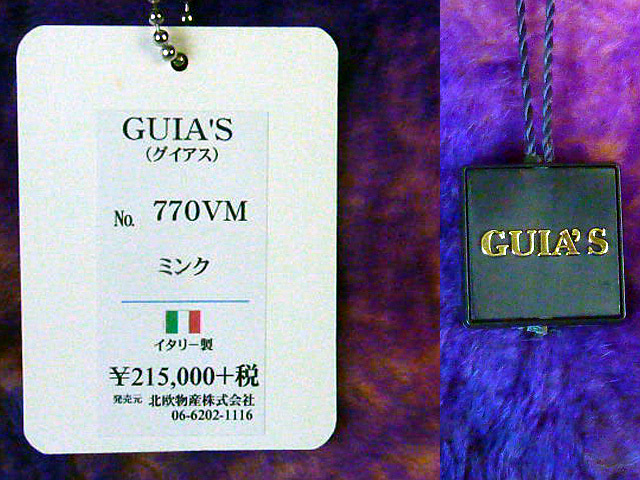 GUIA'S
(グイアス)
No. 770VM
ミンク
イタリー製
¥215,000+税
発売元 北欧物産株式会社
06-6202-1116
GUIA'S